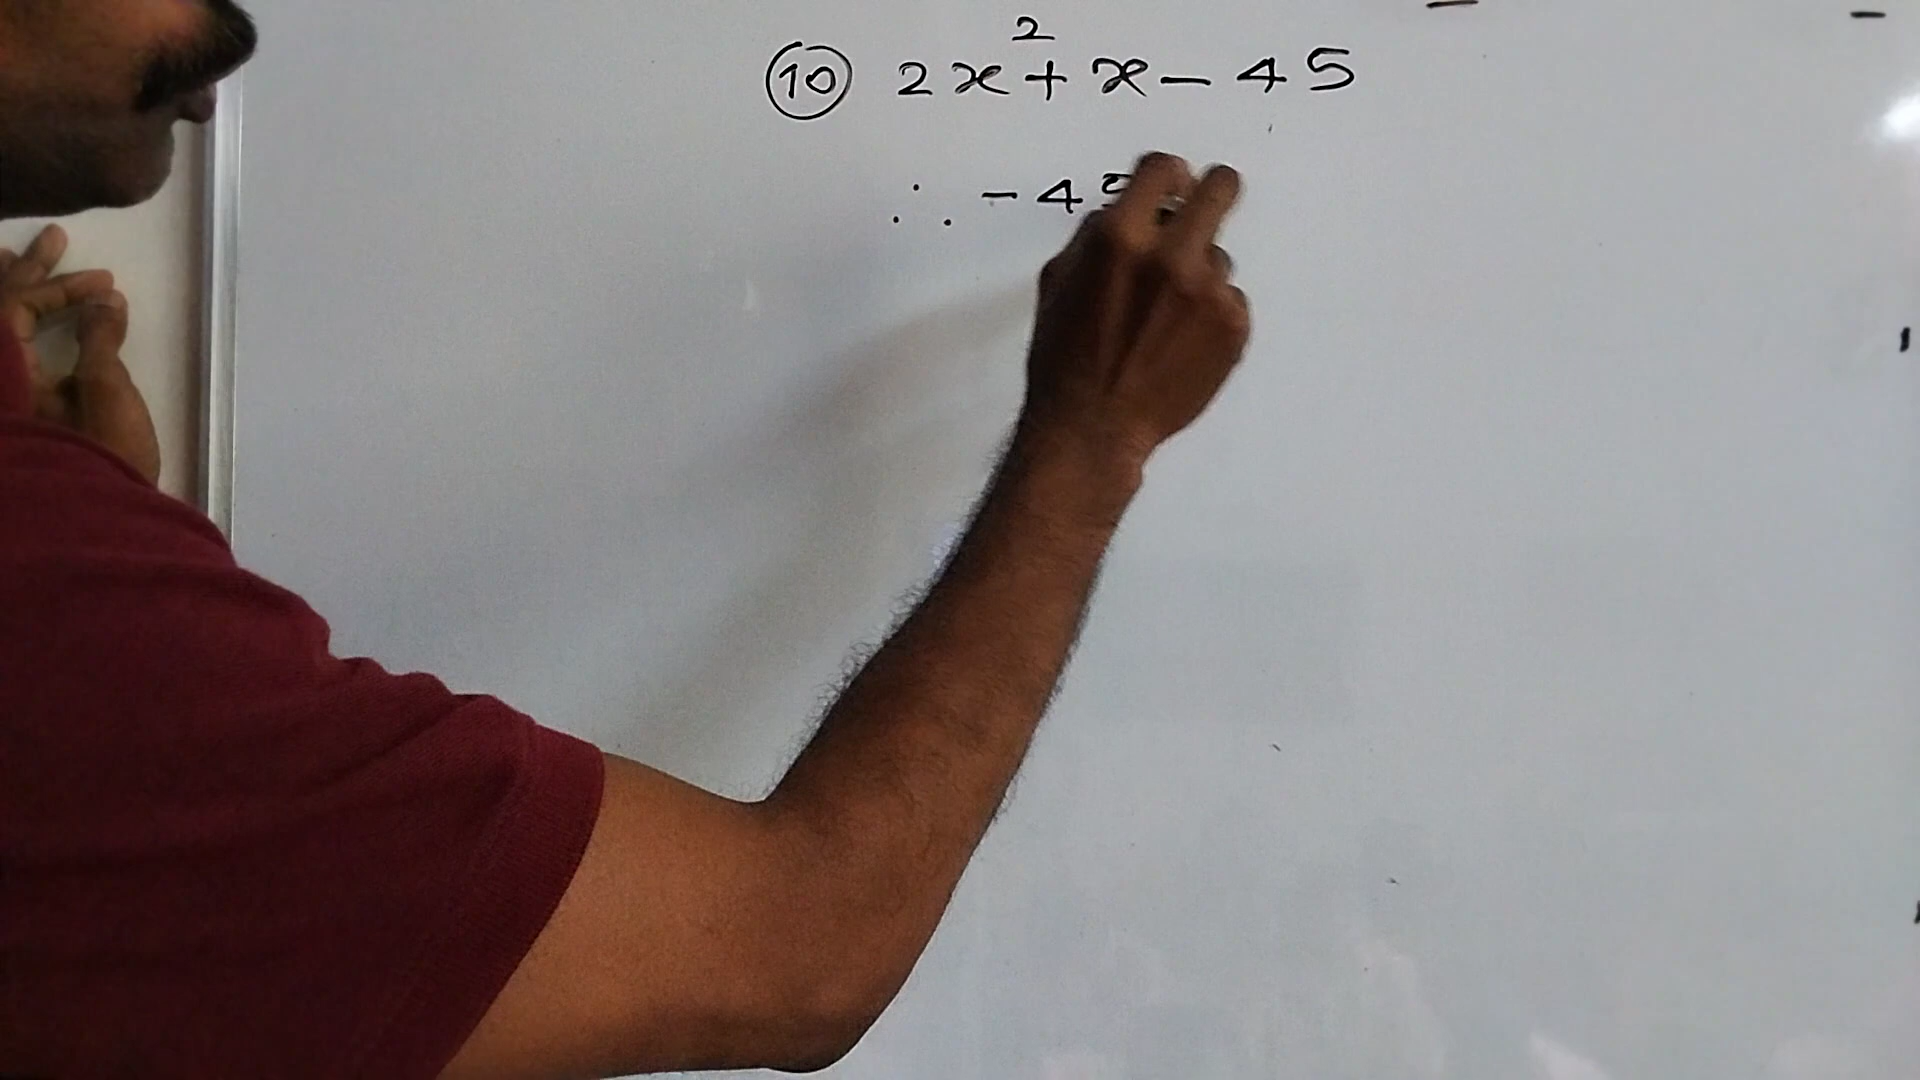 ⑩ 2x² + x - 45
∴ -45